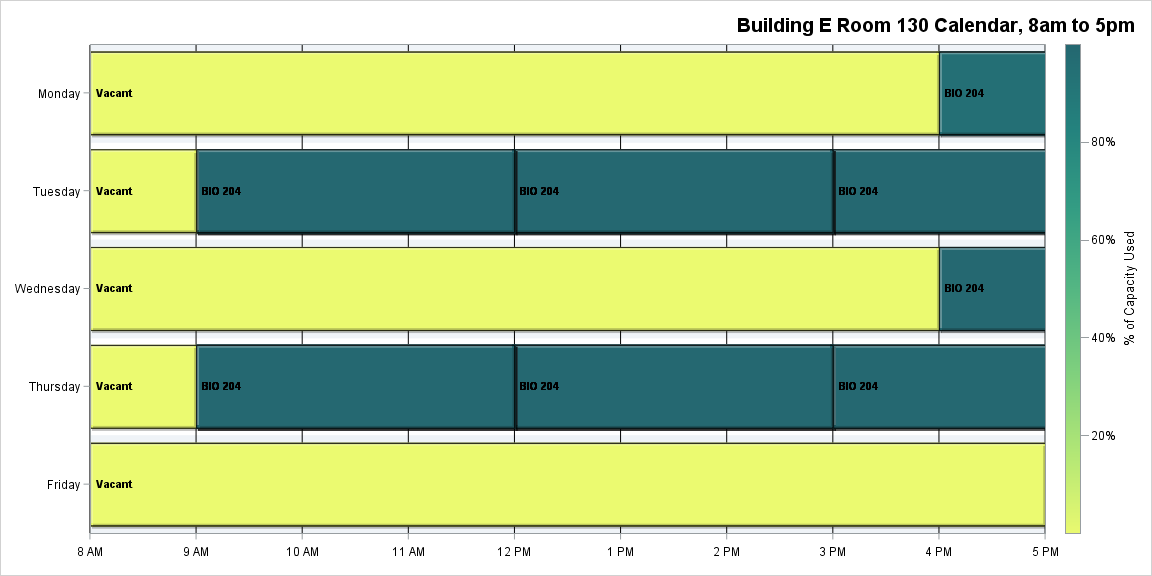 Building E Room 130 Calendar, 8am to 5pm
Monday
Vacant
BIO 204
Tuesday
Vacant
BIO 204
BIO 204
BIO 204
Wednesday
Vacant
BIO 204
Thursday
Vacant
BIO 204
BIO 204
BIO 204
Friday
Vacant
8 AM
9 AM
10 AM
11 AM
12 PM
1 PM
2 PM
3 PM
4 PM
5 PM
80%
60%
40%
20%
% of Capacity Used